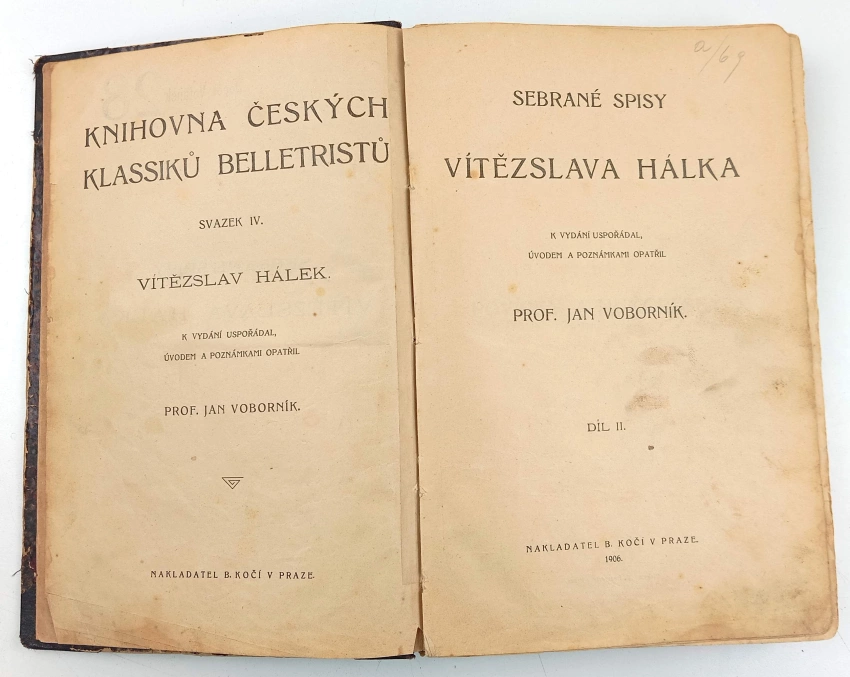 KNIHOVNA ČESKÝCH
KLASSIKŮ BELLETRISTŮ
SVAZEK IV.
VÍTĚZSLAV HÁLEK.
K VYDÁNÍ USPOŘÁDAL,
ÚVODEM A POZNÁMKAMI OPATŘIL
PROF. JAN VOBORNÍK.
NAKLADATEL B. KOČÍ V PRAZE.
a/69
SEBRANÉ SPISY
VÍTĚZSLAVA HÁLKA
K VYDÁNÍ USPOŘÁDAL,
ÚVODEM A POZNÁMKAMI OPATŘIL
PROF. JAN VOBORNÍK.
DÍL II.
NAKLADATEL B. KOČÍ V PRAZE.
1906.